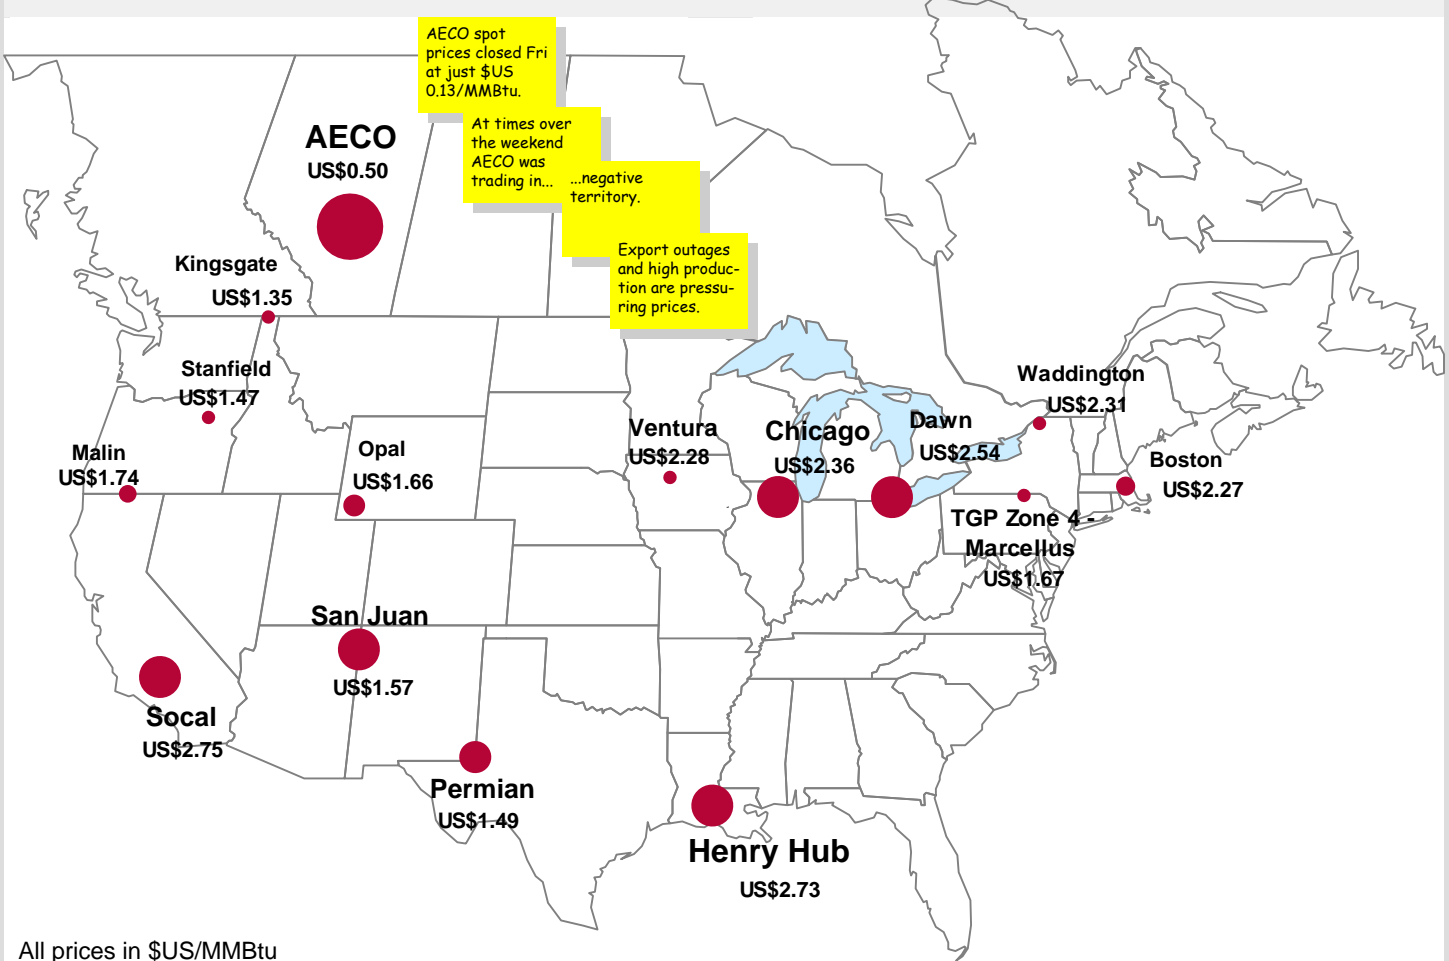 AECO spot
prices closed Fri
at just $US
0.13/MMBtu.
At times over
the weekend
AECO was
trading in...
...negative
territory.
Export outages
and high produc-
tion are pressu-
ring prices.
AECO
US$0.50
Kingsgate
US$1.35
Stanfield
US$1.47
Malin
US$1.74
Opal
US$1.66
Ventura
US$2.28
Chicago
US$2.36
Dawn
US$2.54
Waddington
US$2.31
Boston
US$2.27
TGP Zone 4 -
Marcellus
US$1.67
San Juan
US$1.57
Socal
US$2.75
Permian
US$1.49
Henry Hub
US$2.73
All prices in $US/MMBtu